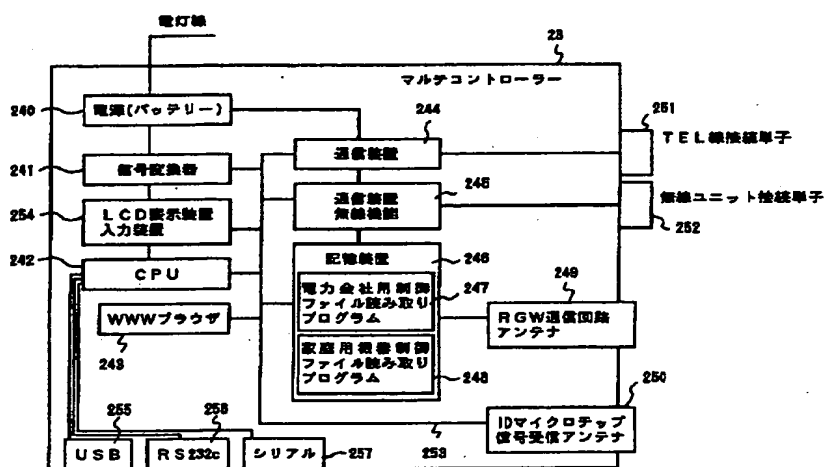 電灯線
23
マルチコントローラー
240
電源(バッテリー)
244
251
TEL線接続単子
241
信号変換器
通信装置
254
LCD表示装置
入力装置
245
通信装置
無線機能
無線ユニット接続単子
252
242
CPU
記憶装置
246
電力会社用制御
ファイル読み取り
プログラム
247
249
RGW通信回路
アンテナ
WWWブラウザ
243
家庭用機器制御
ファイル読み取り
プログラム
248
250
IDマイクロチップ
信号受信アンテナ
253
255
USB
256
RS232c
シリアル
257